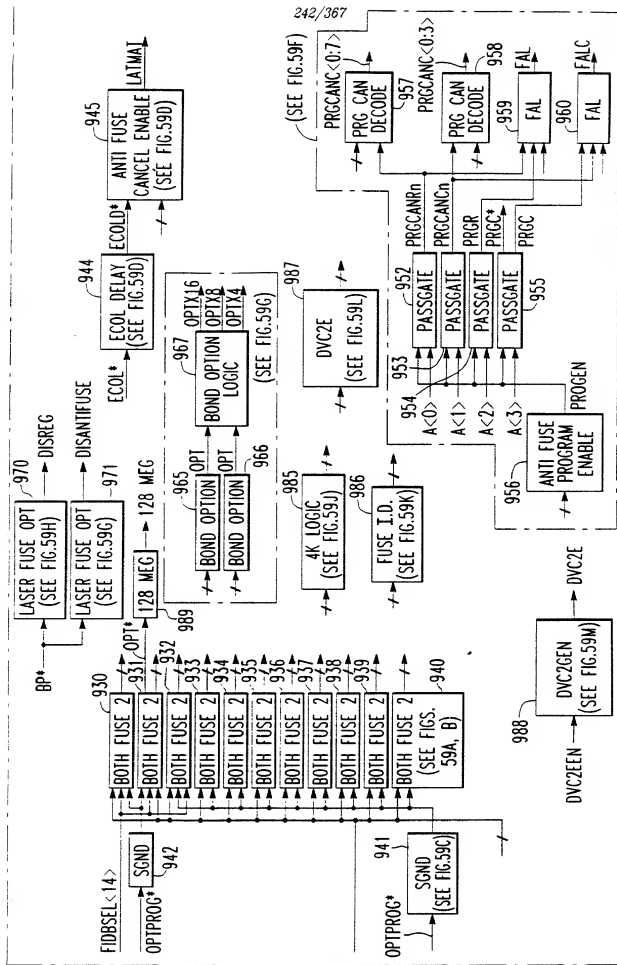 242/367
BP*
LASER FUSE OPT
(SEE FIG.59H)
970
DISREG
LASER FUSE OPT
(SEE FIG.59G)
971
DISANTIFUSE
ECOL*
944
ECOL DELAY
(SEE FIG.59D)
ECOLD*
945
ANTI FUSE
CANCEL ENABLE
(SEE FIG.59D)
LATMAT
FIDBSEL<14>
OPTPROG*
SGND
942
OPTPROG*
941
SGND
(SEE FIG.59C)
930
BOTH FUSE 2
931
BOTH FUSE 2
932
BOTH FUSE 2
933
BOTH FUSE 2
934
BOTH FUSE 2
935
BOTH FUSE 2
936
BOTH FUSE 2
937
BOTH FUSE 2
938
BOTH FUSE 2
939
BOTH FUSE 2
940
BOTH FUSE 2
(SEE FIGS.
59A, B)
OPT*
128 MEG
989
128 MEG
965
BOND OPTION
OPT
BOND OPTION
966
OPT
967
BOND OPTION
LOGIC
OPTX16
OPTX8
OPTX4
(SEE FIG.59G)
985
4K LOGIC
(SEE FIG.59J)
986
FUSE I.D.
(SEE FIG.59K)
987
DVC2E
(SEE FIG.59L)
DVC2EEN
988
DVC2GEN
(SEE FIG.59M)
DVC2E
(SEE FIG.59F)
956
ANTI FUSE
PROGRAM
ENABLE
PROGEN
A<0>
A<1>
A<2>
A<3>
952
PASSGATE
953
PASSGATE
954
PASSGATE
955
PASSGATE
PRGCANRn
PRGCANCn
PRGR
PRGC*
PRGC
PRG CAN
DECODE
957
PRGCANC<0:7>
PRG CAN
DECODE
958
PRGCANC<0:3>
FAL
959
FAL
FAL
960
FALC